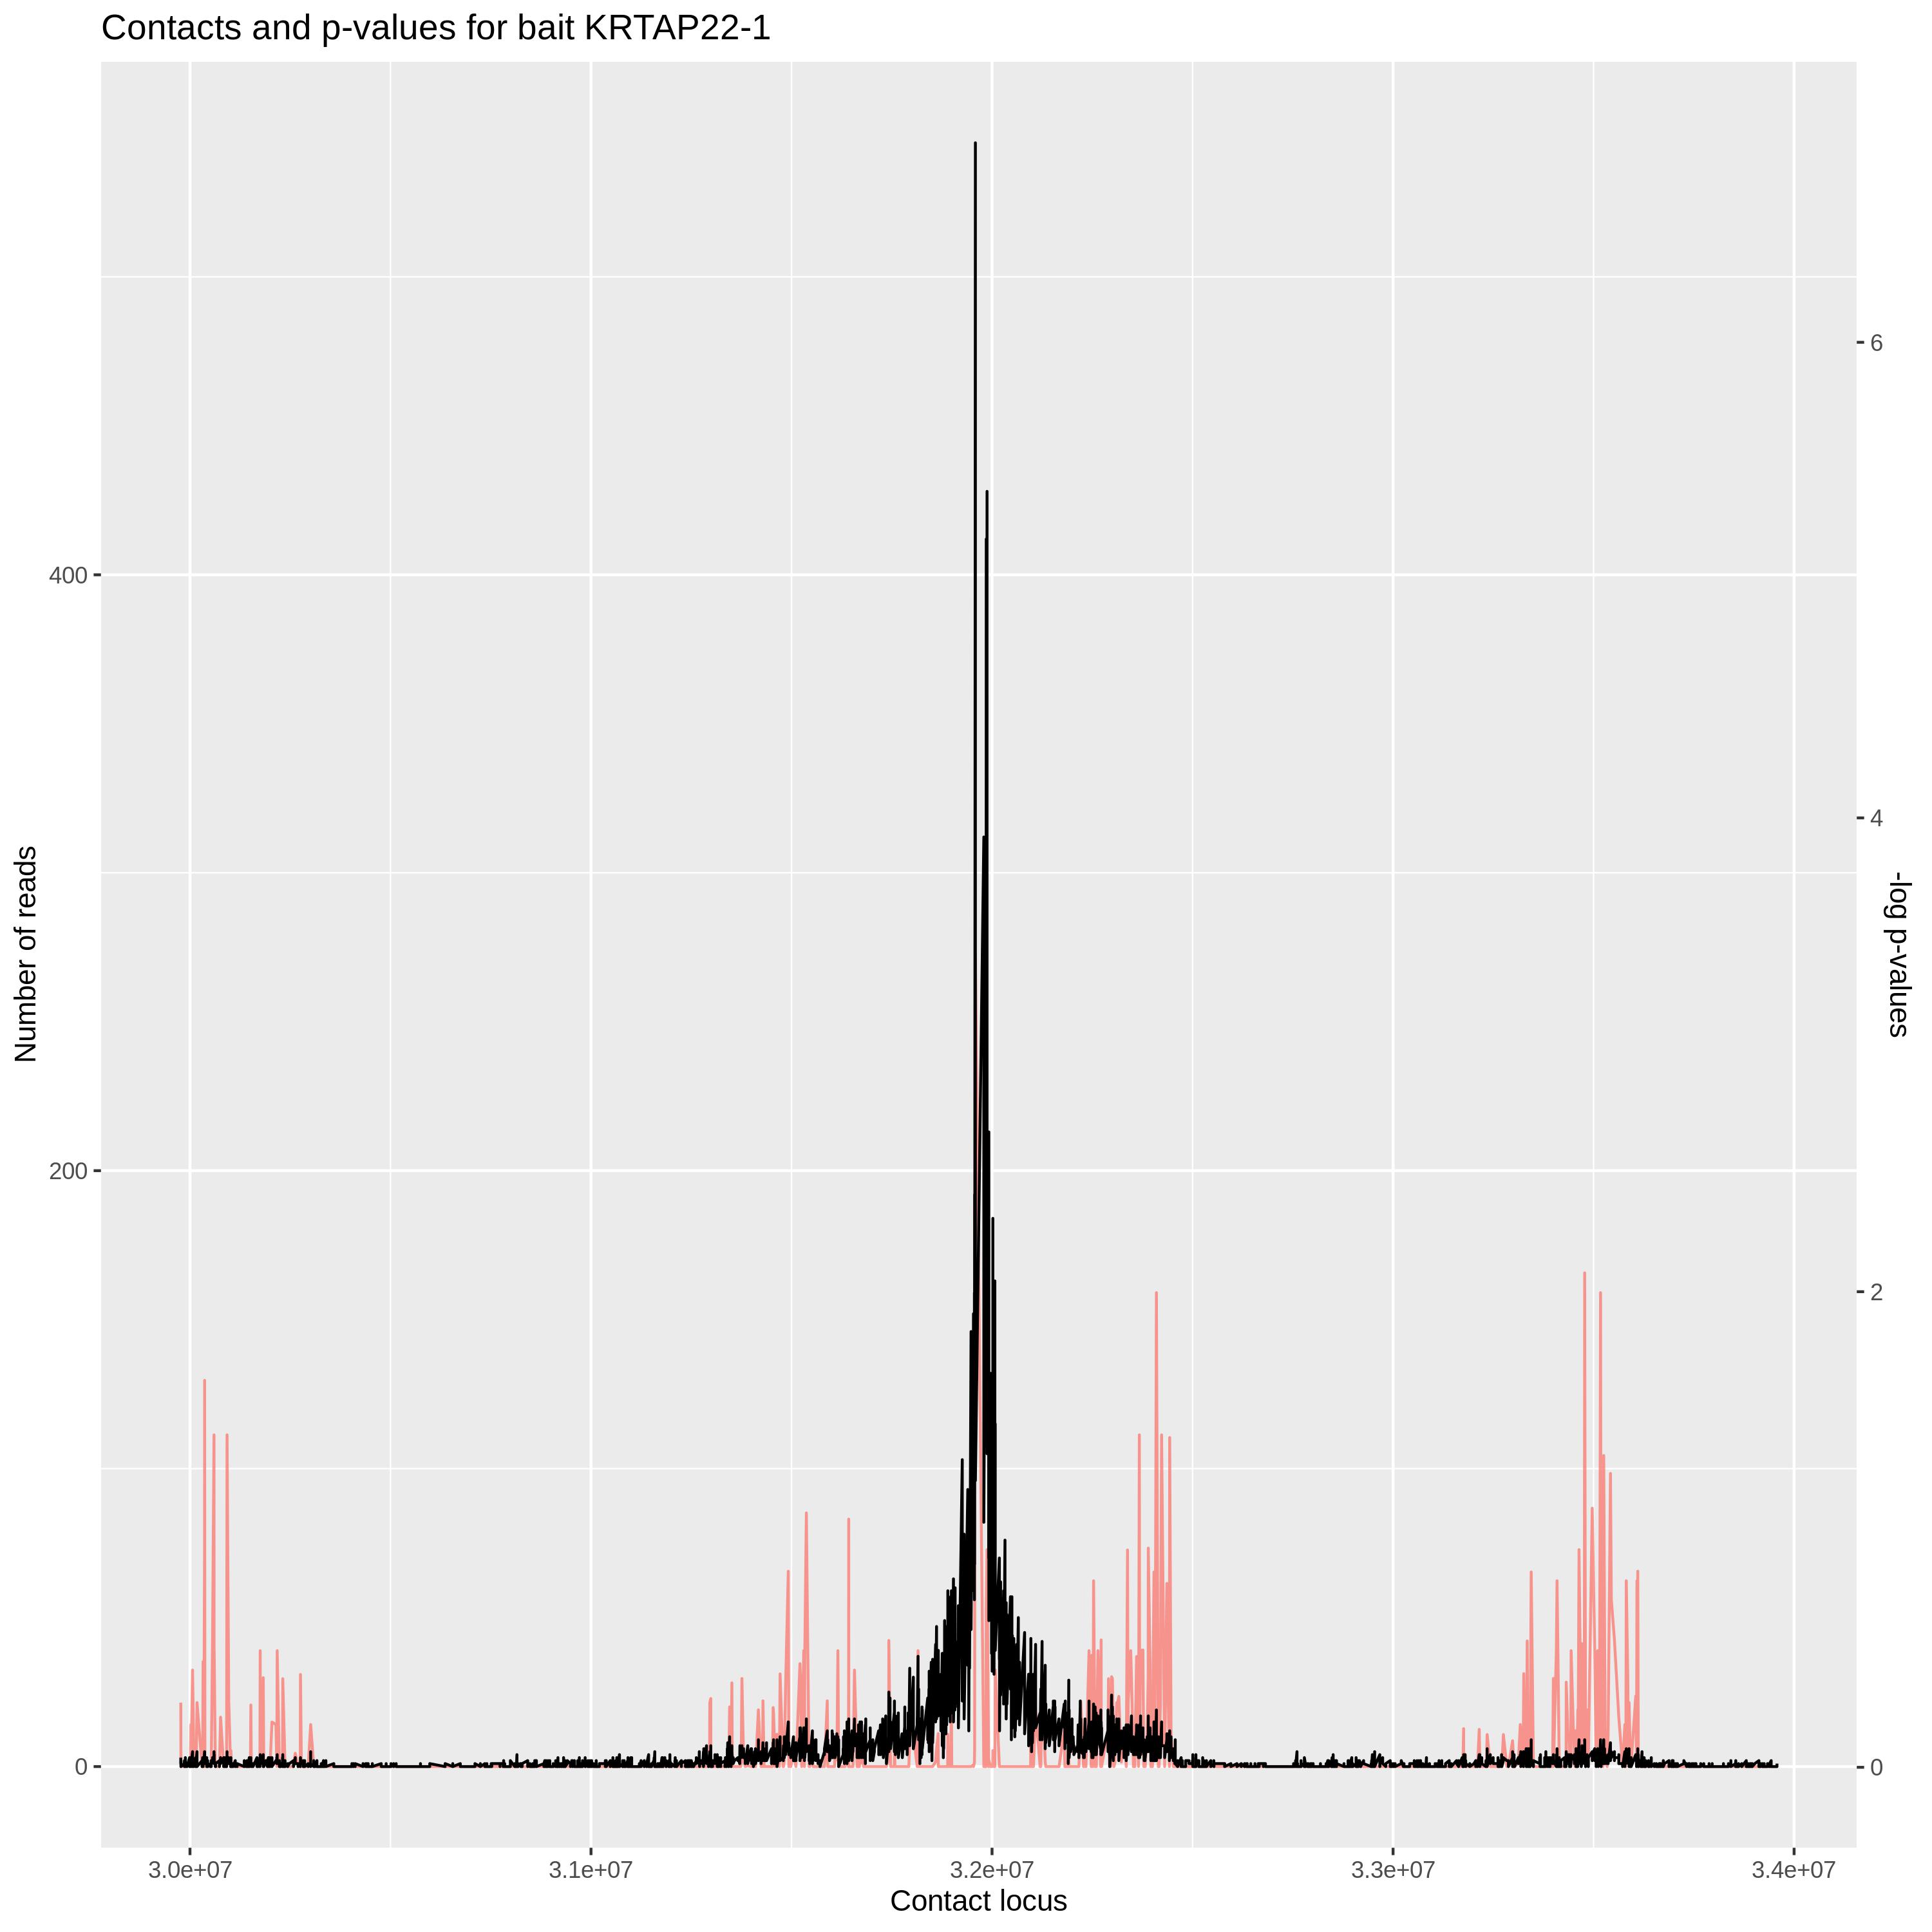 Contacts and p-values for bait KRTAP22-1
Number of reads
400
200
0
6
4
2
0
-log p-values
3.0e+07
3.1e+07
3.2e+07
3.3e+07
3.4e+07
Contact locus